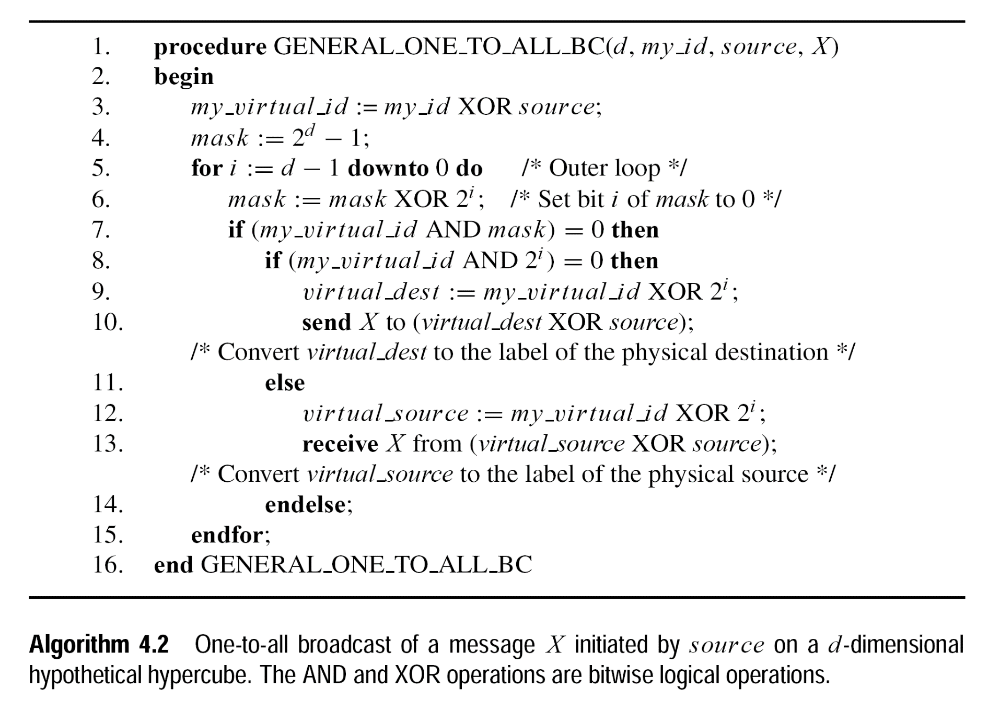 1. procedure GENERAL_ONE_TO_ALL_BC(d, my_id, source, X)
2. begin
3. my_virtual_id := my_id XOR source;
4. mask := 2^d − 1;
5. for i := d − 1 downto 0 do /* Outer loop */
6. mask := mask XOR 2^i; /* Set bit i of mask to 0 */
7. if (my_virtual_id AND mask) = 0 then
8. if (my_virtual_id AND 2^i) = 0 then
9. virtual_dest := my_virtual_id XOR 2^i;
10. send X to (virtual_dest XOR source);
/* Convert virtual_dest to the label of the physical destination */
11. else
12. virtual_source := my_virtual_id XOR 2^i;
13. receive X from (virtual_source XOR source);
/* Convert virtual_source to the label of the physical source */
14. endelse;
15. endfor;
16. end GENERAL_ONE_TO_ALL_BC
Algorithm 4.2 One-to-all broadcast of a message X initiated by source on a d-dimensional
hypothetical hypercube. The AND and XOR operations are bitwise logical operations.